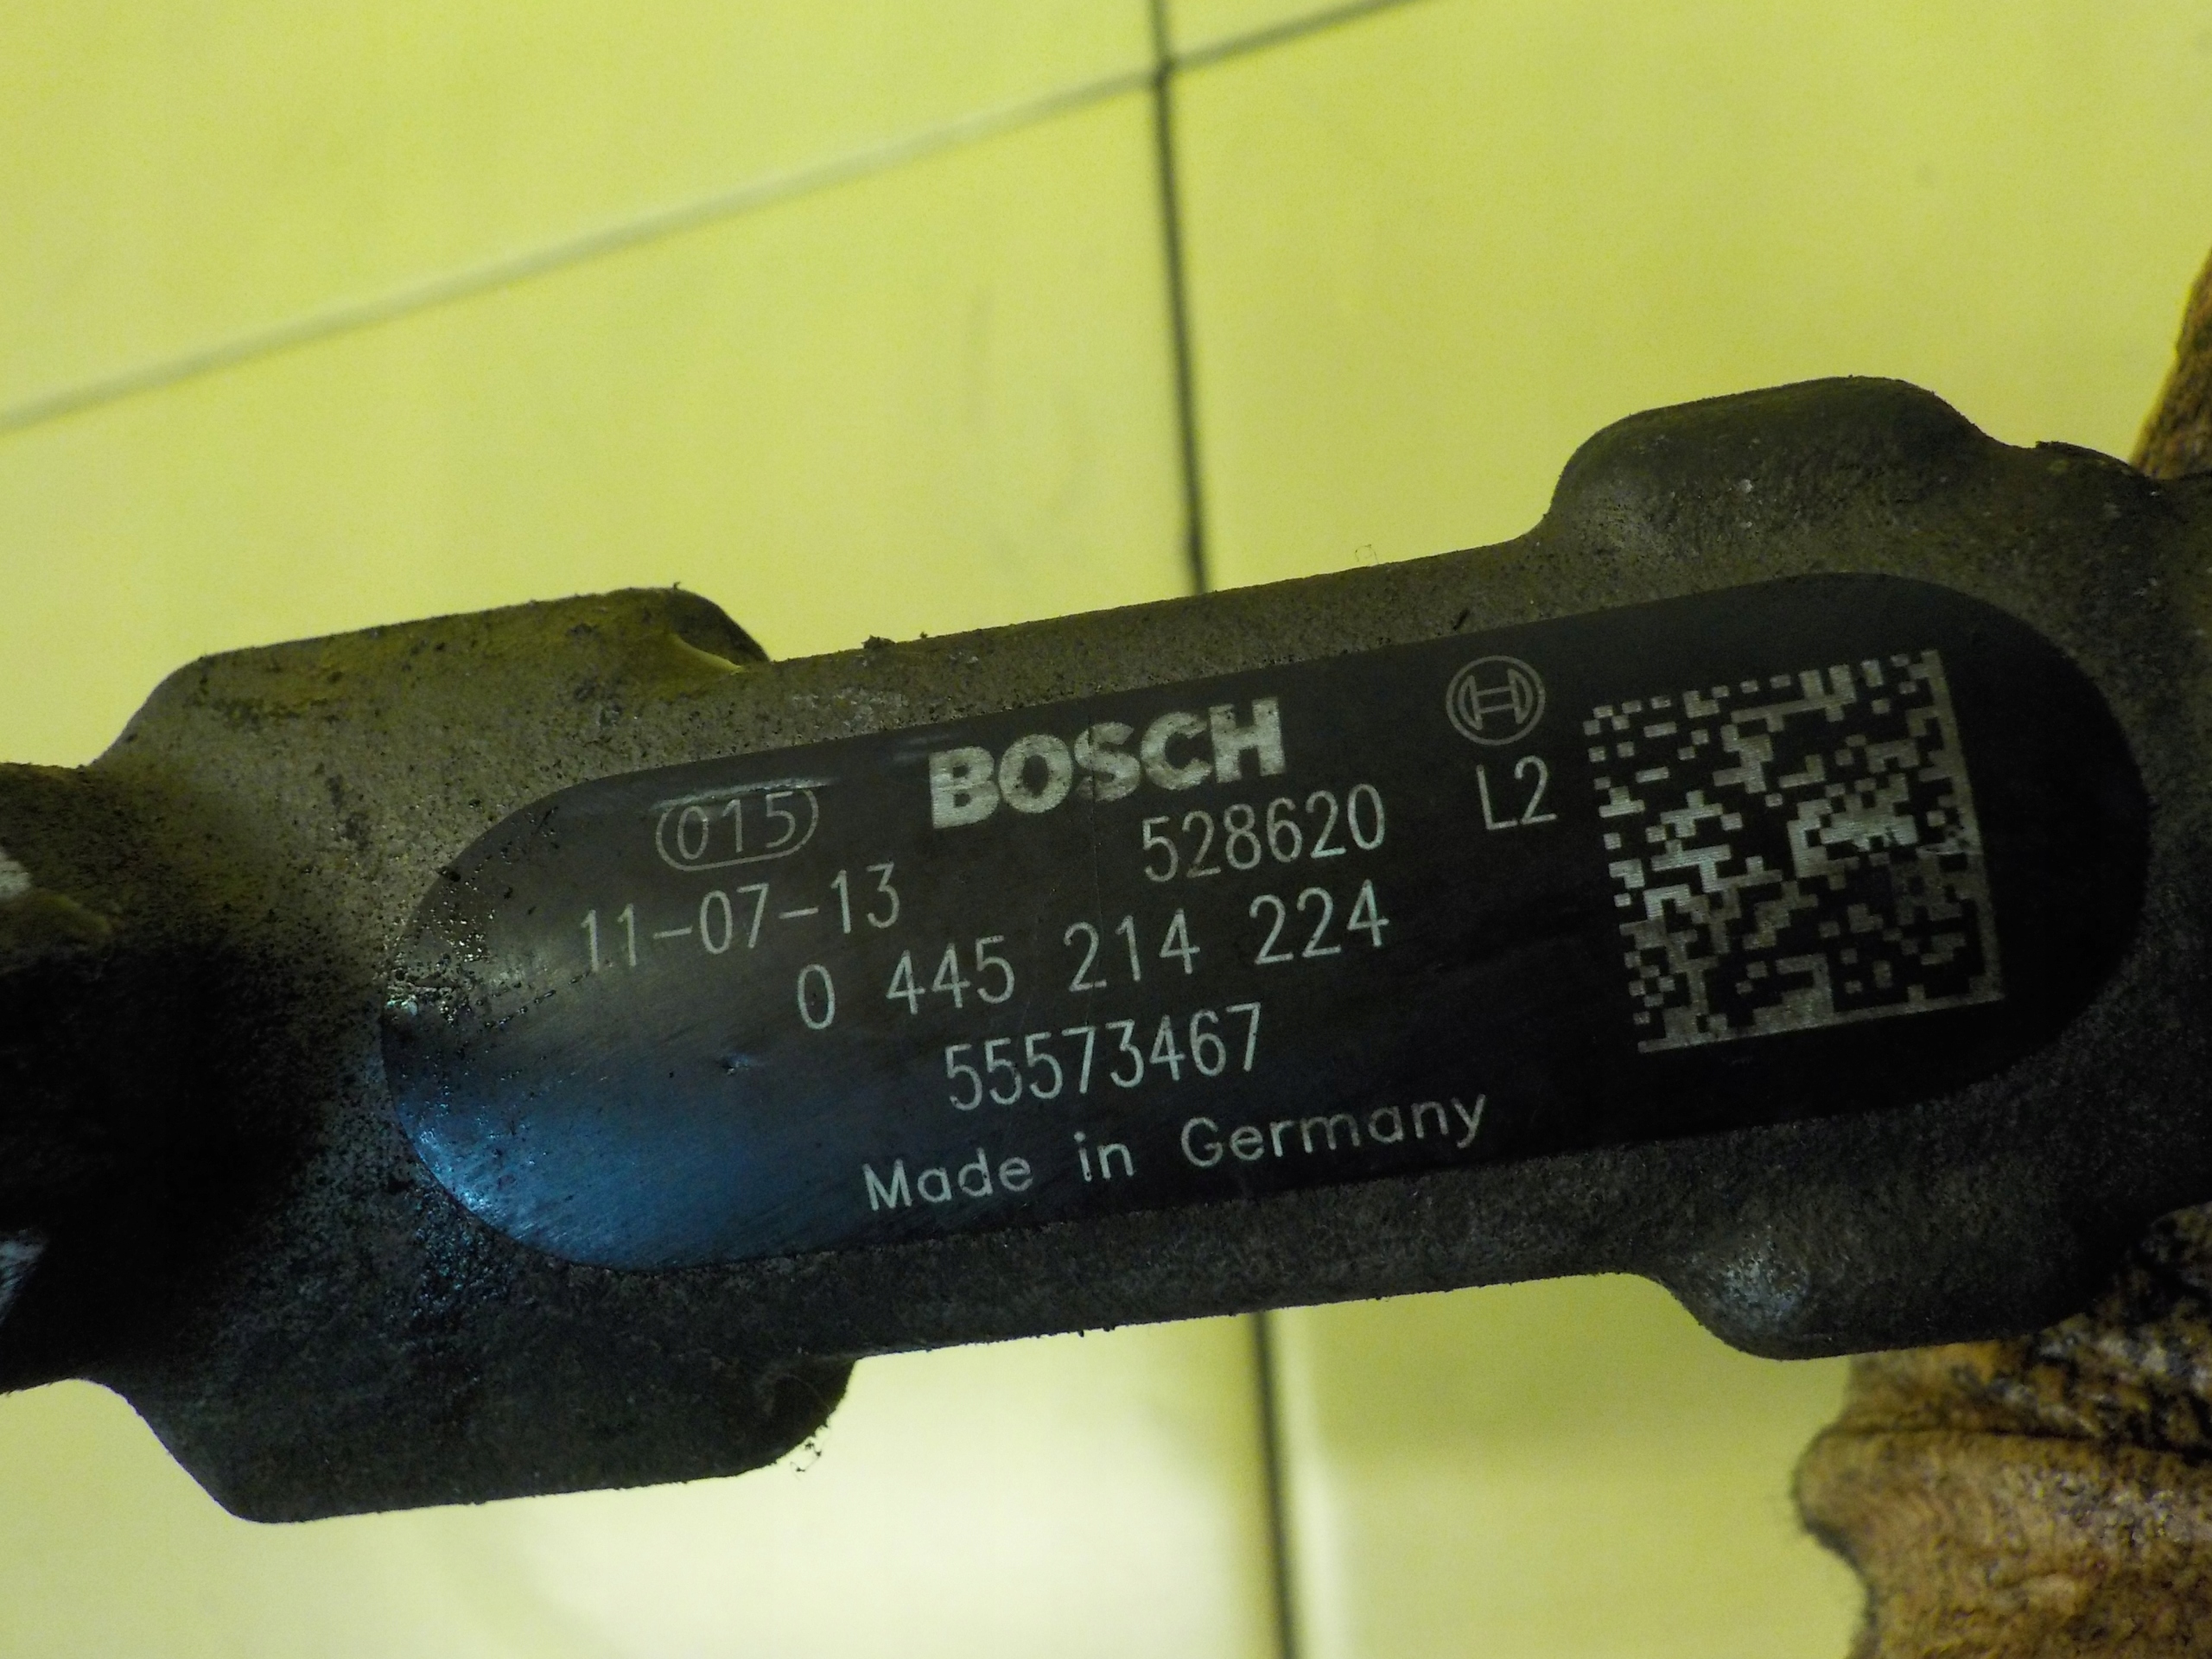 015 BOSCH
528620 L2
11-07-13
0 445 214 224
55573467
Made in Germany